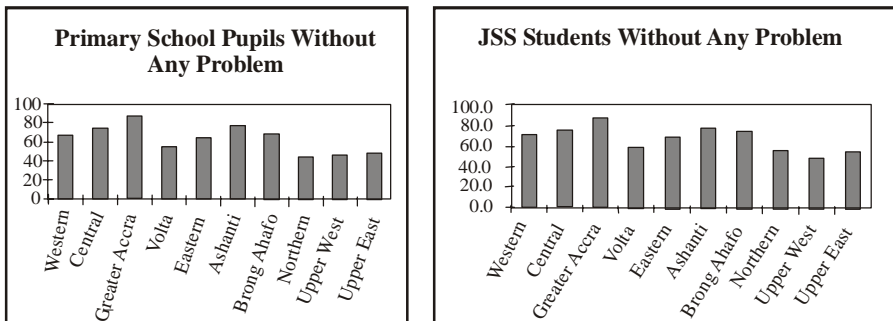 Primary School Pupils Without
Any Problem
100
80
60
40
20
0
Western
Central
Greater Accra
Volta
Eastern
Ashanti
Brong Ahafo
Northern
Upper West
Upper East
JSS Students Without Any Problem
100.0
80.0
60.0
40.0
20.0
0.0
Western
Central
Greater Accra
Volta
Eastern
Ashanti
Brong Ahafo
Northern
Upper West
Upper East